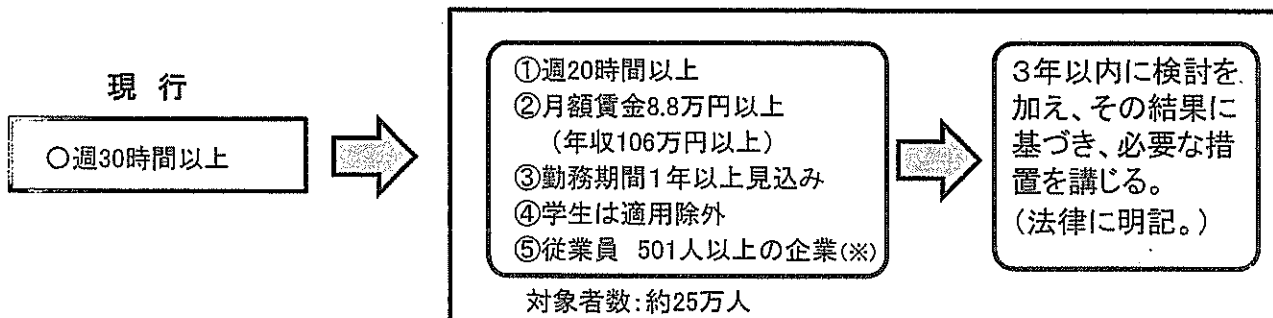 現行
○週30時間以上
①週20時間以上
②月額賃金8.8万円以上
（年収106万円以上）
③勤務期間1年以上見込み
④学生は適用除外
⑤従業員 501人以上の企業(※)
対象者数:約25万人
３年以内に検討を
加え、その結果に
基づき、必要な措
置を講じる。
（法律に明記。）